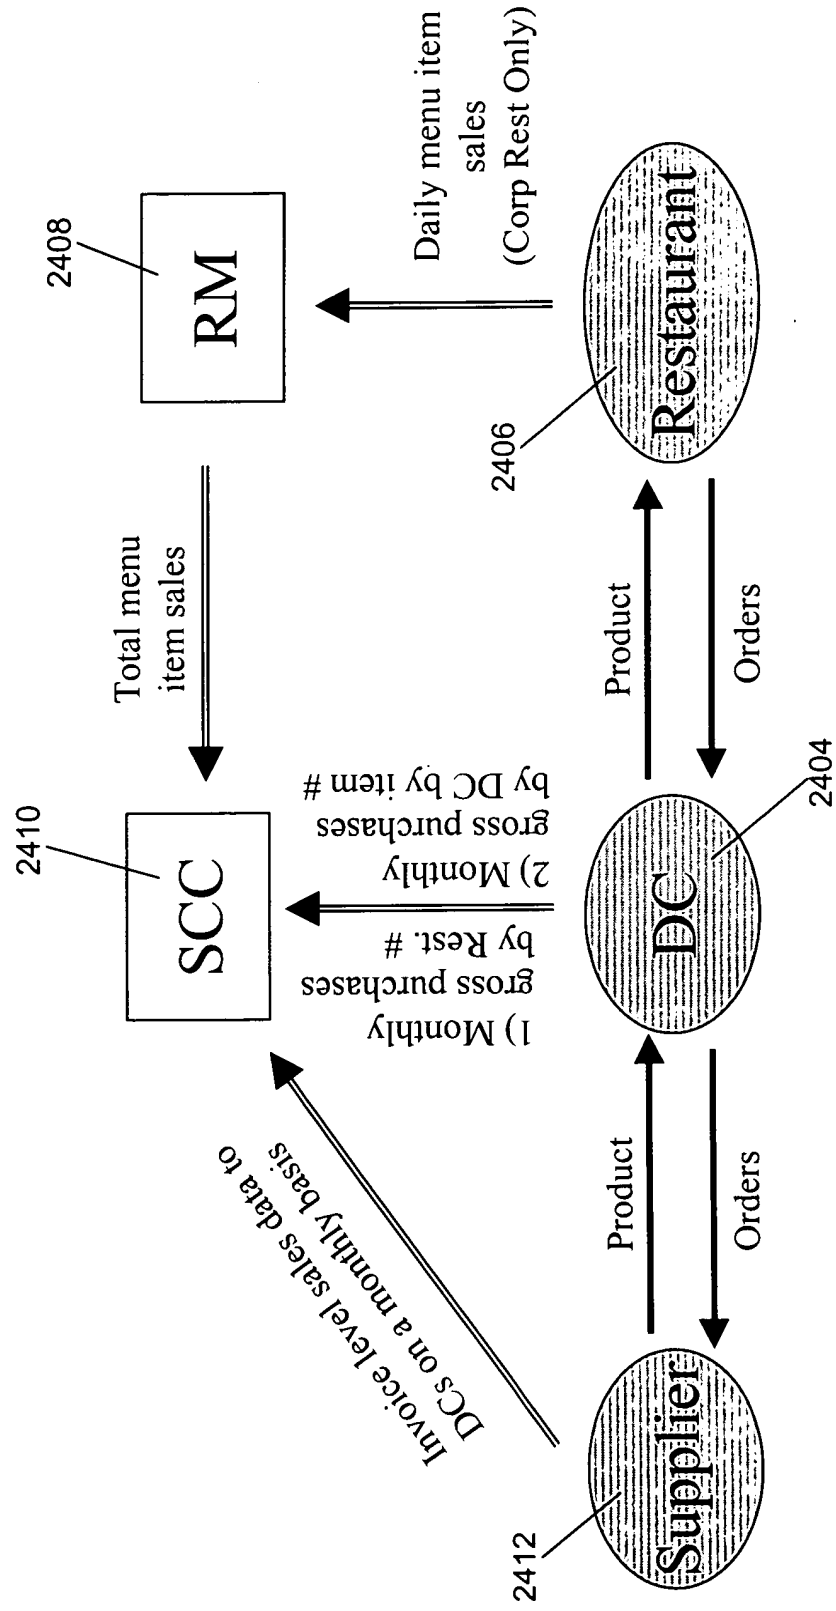 2410
SCC
Total menu
item sales
2408
RM
Invoice level sales data to
DCs on a monthly basis
1) Monthly
gross purchases
by Rest. #
2) Monthly
gross purchases
by DC by item #
Daily menu item
sales
(Corp Rest Only)
2412
Supplier
Product
Orders
DC
2404
Product
Orders
2406
Restaurant